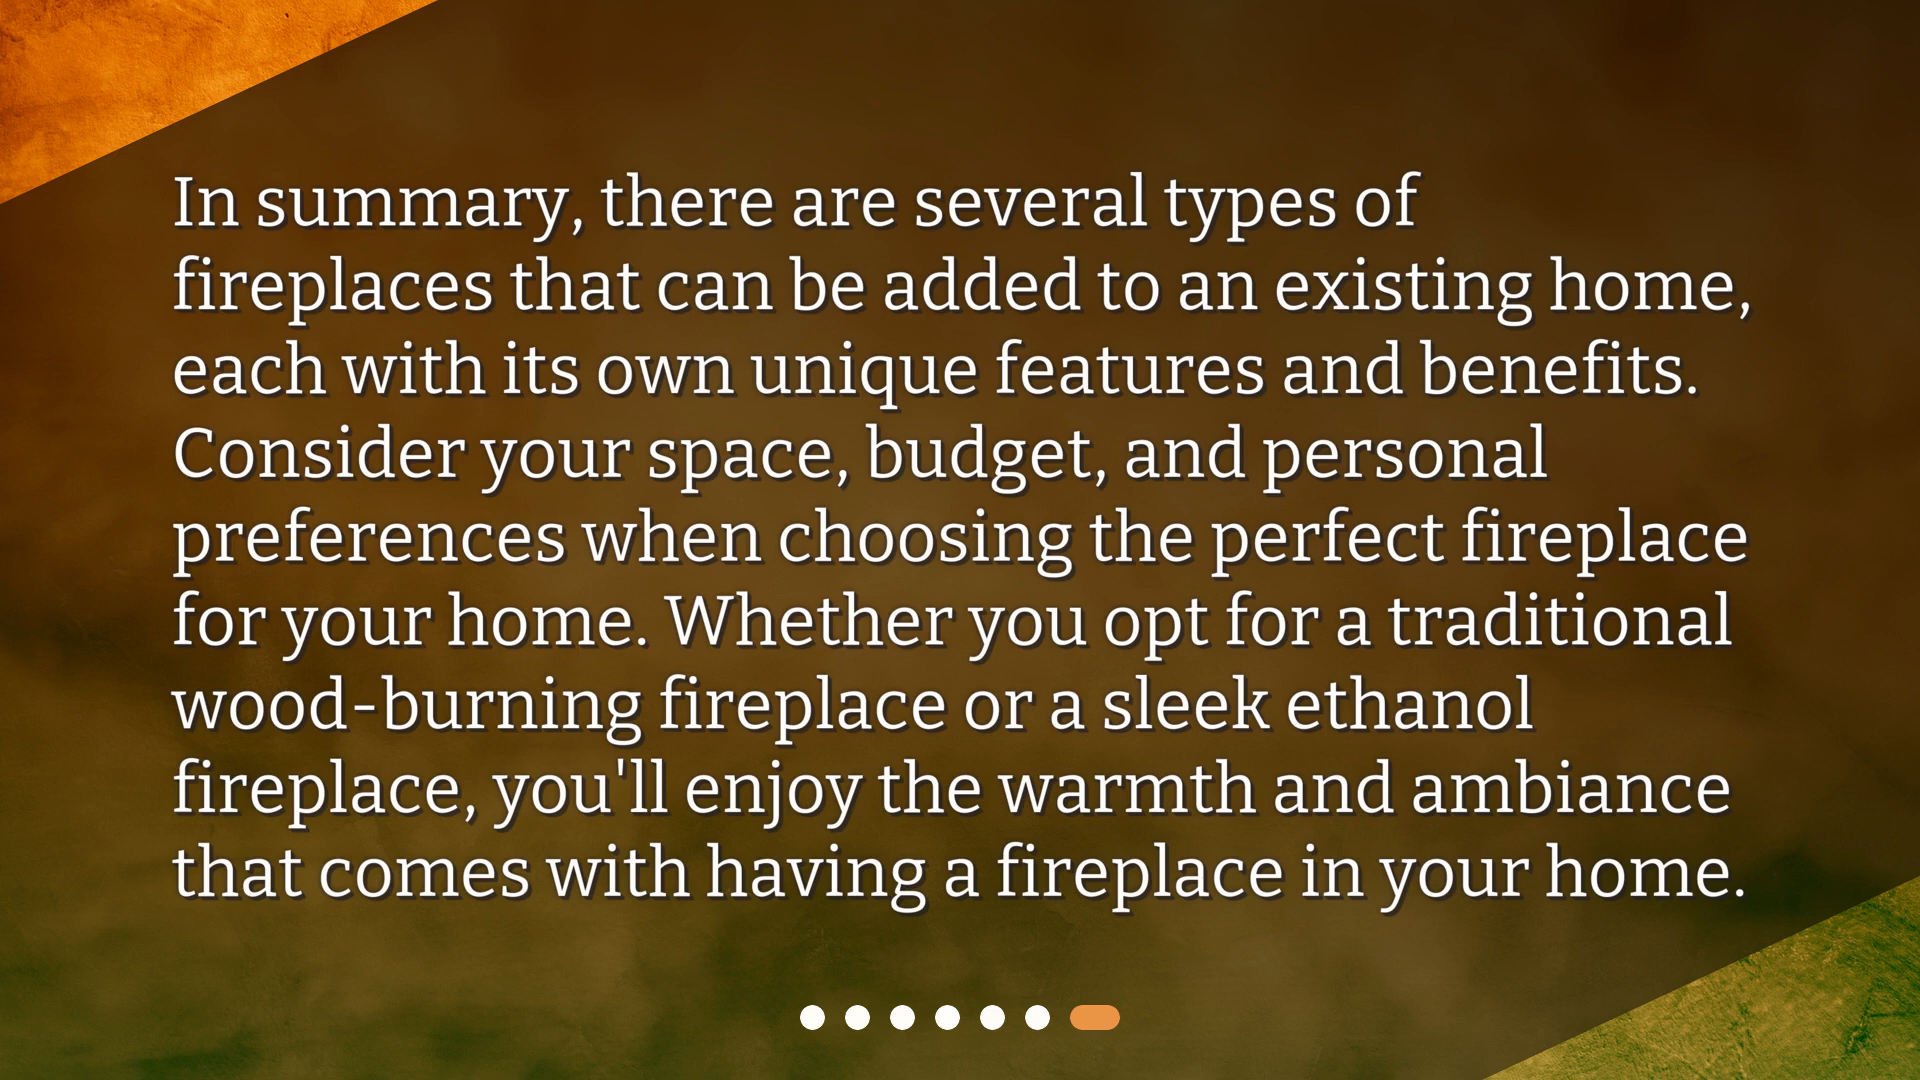 In summary, there are several types of
fireplaces that can be added to an existing home,
each with its own unique features and benefits.
Consider your space, budget, and personal
preferences when choosing the perfect fireplace
for your home. Whether you opt for a traditional
wood-burning fireplace or a sleek ethanol
fireplace, you'll enjoy the warmth and ambiance
that comes with having a fireplace in your home.